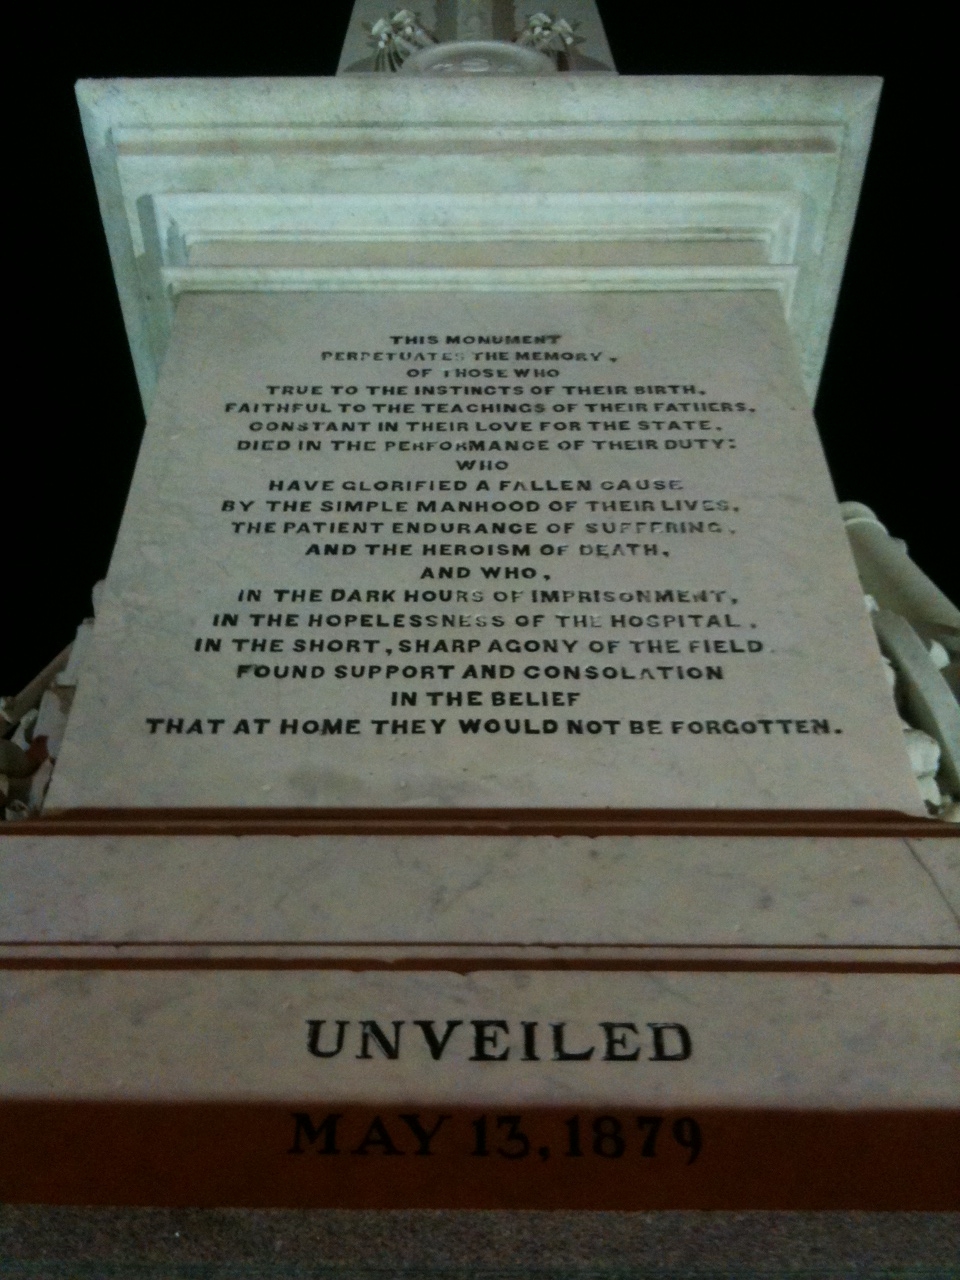 THIS MONUMENT
PERPETUATES THE MEMORY,
OF THOSE WHO
TRUE TO THE INSTINCTS OF THEIR BIRTH,
FAITHFUL TO THE TEACHINGS OF THEIR FATHERS,
CONSTANT IN THEIR LOVE FOR THE STATE,
DIED IN THE PERFORMANCE OF THEIR DUTY:
WHO
HAVE GLORIFIED A FALLEN CAUSE
BY THE SIMPLE MANHOOD OF THEIR LIVES,
THE PATIENT ENDURANCE OF SUFFERING,
AND THE HEROISM OF DEATH,
AND WHO,
IN THE DARK HOURS OF IMPRISONMENT,
IN THE HOPELESSNESS OF THE HOSPITAL,
IN THE SHORT, SHARP AGONY OF THE FIELD
FOUND SUPPORT AND CONSOLATION
IN THE BELIEF
THAT AT HOME THEY WOULD NOT BE FORGOTTEN.
UNVEILED
MAY 13, 1879